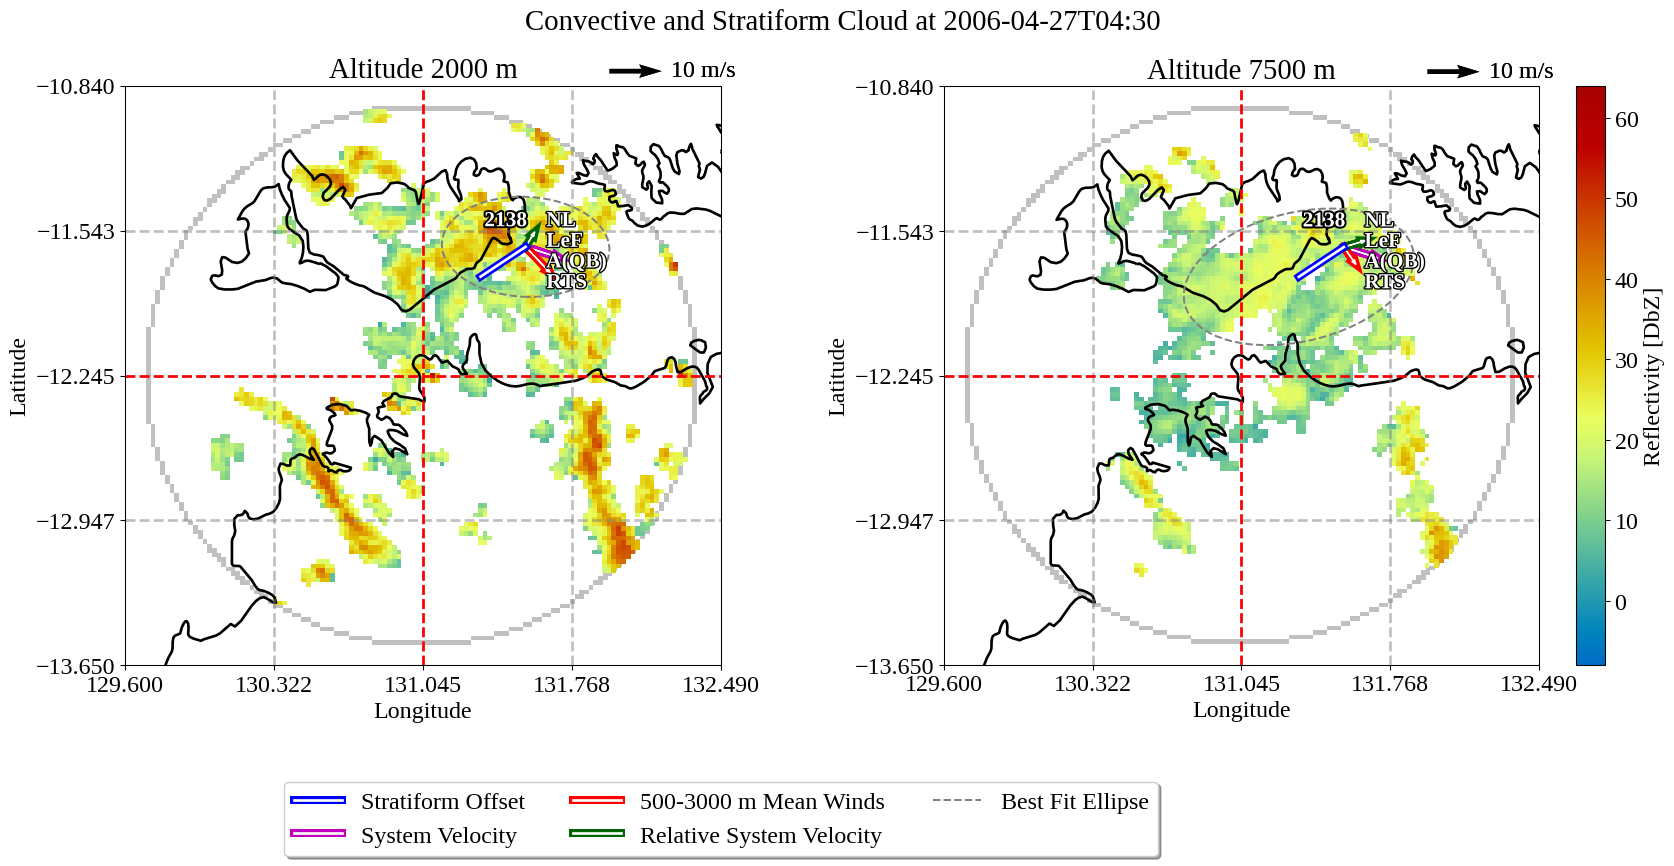 Convective and Stratiform Cloud at 2006-04-27T04:30
Altitude 2000 m
10 m/s
Altitude 7500 m
10 m/s
−10.840
−11.543
−12.245
−12.947
−13.650
129.600
130.322
131.045
131.768
132.490
Longitude
Latitude
2138
NL
LeF
A(QB)
RTS
−10.840
−11.543
−12.245
−12.947
−13.650
129.600
130.322
131.045
131.768
132.490
Longitude
Latitude
2138
NL
LeF
A(QB)
RTS
60
50
40
30
20
10
0
Reflectivity [DbZ]
Stratiform Offset
System Velocity
500-3000 m Mean Winds
Relative System Velocity
Best Fit Ellipse